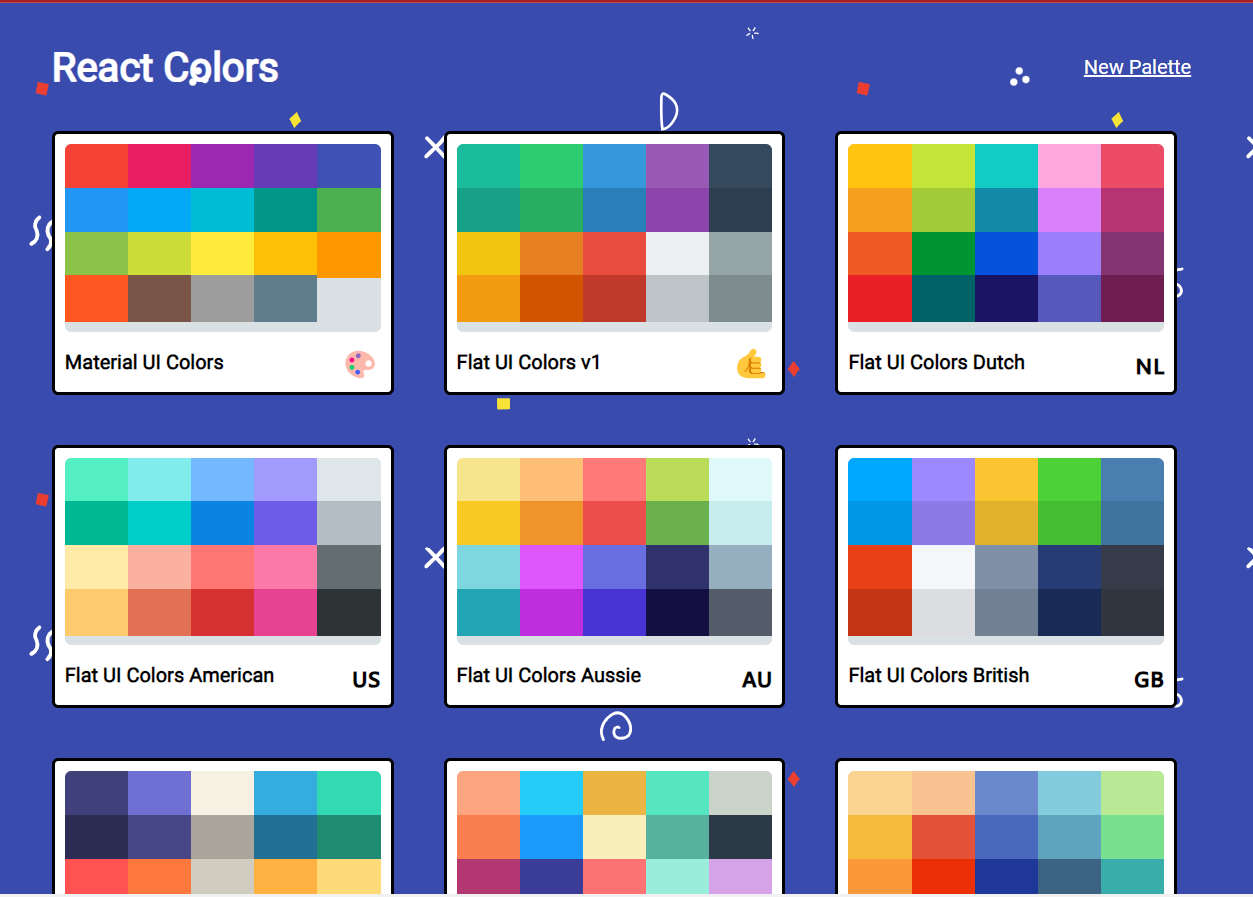 React Colors
New Palette
Material UI Colors
Flat UI Colors v1
Flat UI Colors Dutch
NL
Flat UI Colors American
US
Flat UI Colors Aussie
AU
Flat UI Colors British
GB